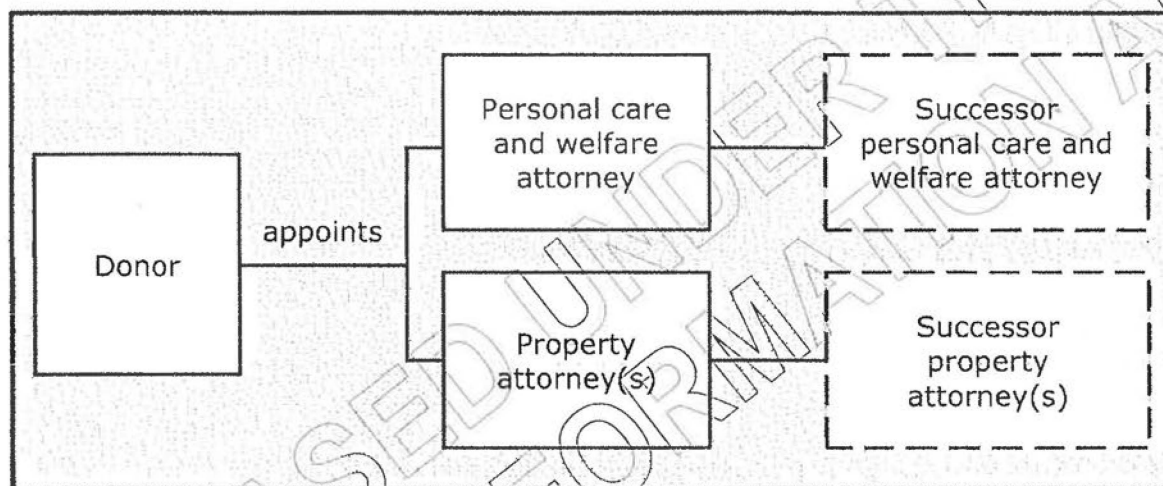 Donor
appoints
Personal care
and welfare
attorney
Successor
personal care and
welfare attorney
Property
attorney(s)
Successor
property
attorney(s)